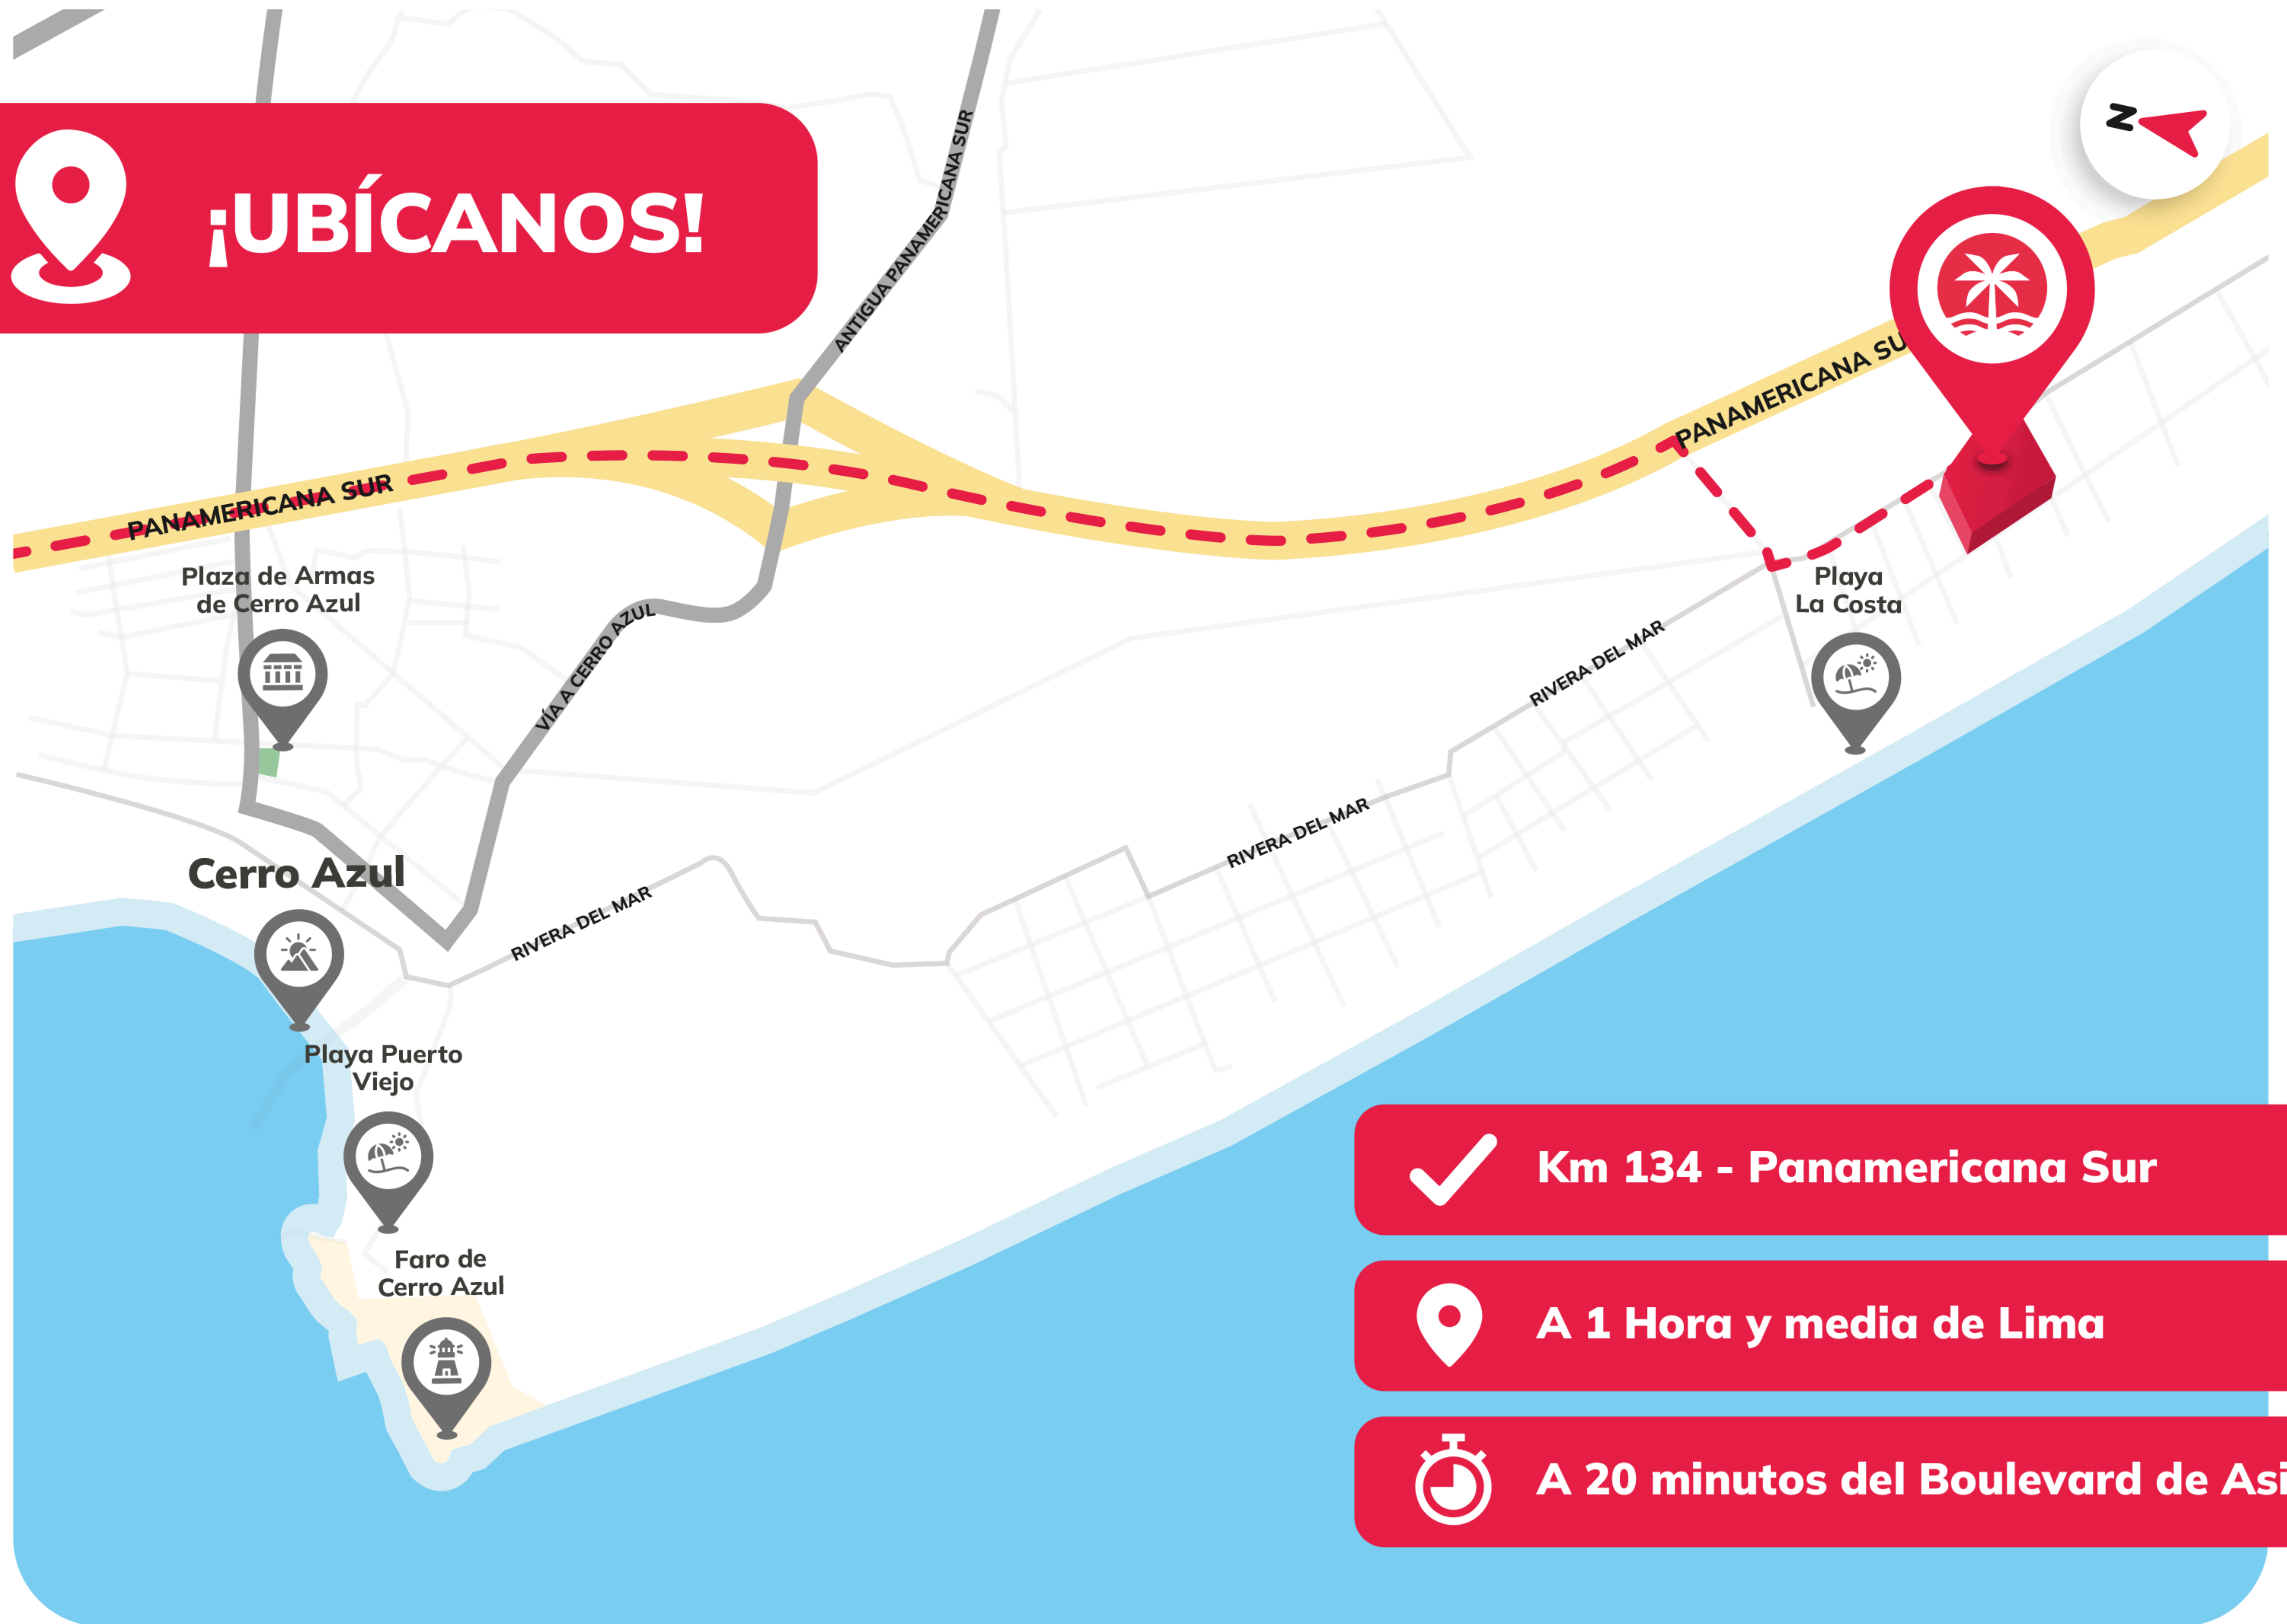 N
¡UBÍCANOS!
ANTIGUA PANAMERICANA SUR
PANAMERICANA SU
PANAMERICANA SUR
Plaza de Armas
de Cerro Azul
VÍA A CERRO AZUL
Playa
La Costa
RIVERA DEL MAR
RIVERA DEL MAR
Cerro Azul
RIVERA DEL MAR
Playa Puerto
Viejo
Faro de
Cerro Azul
Km 134 - Panamericana Sur
A 1 Hora y media de Lima
A 20 minutos del Boulevard de Asi